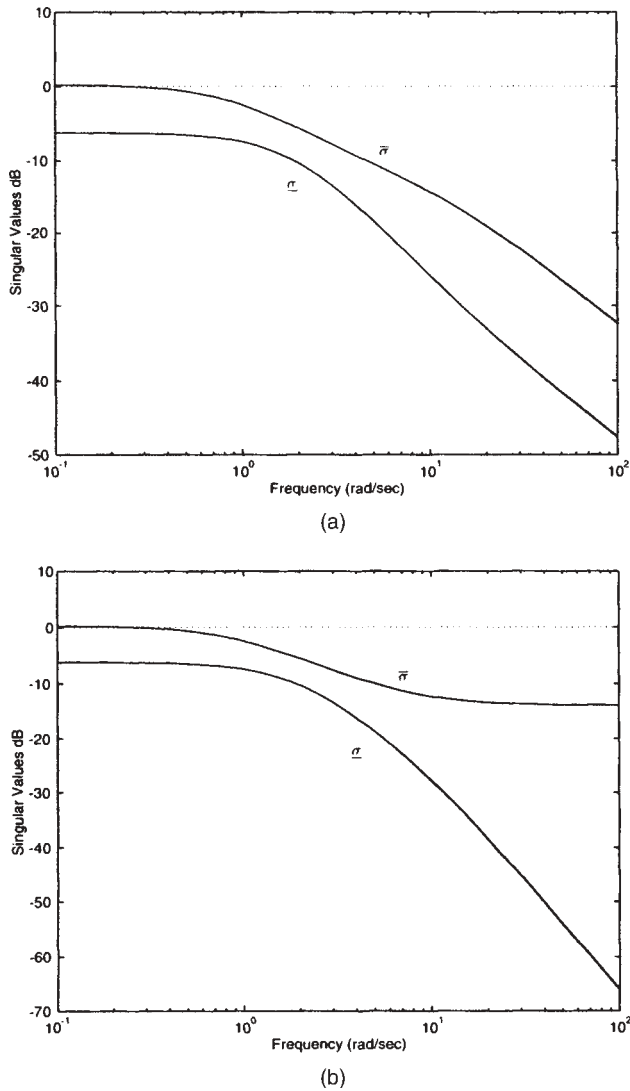 10
0
-10
-20
-30
-40
-50
Singular Values dB
σ̅
σ̲
10⁻¹ 10⁰ 10¹ 10²
Frequency (rad/sec)
(a)
10
0
-10
-20
-30
-40
-50
-60
-70
Singular Values dB
σ̅
σ̲
10⁻¹ 10⁰ 10¹ 10²
Frequency (rad/sec)
(b)